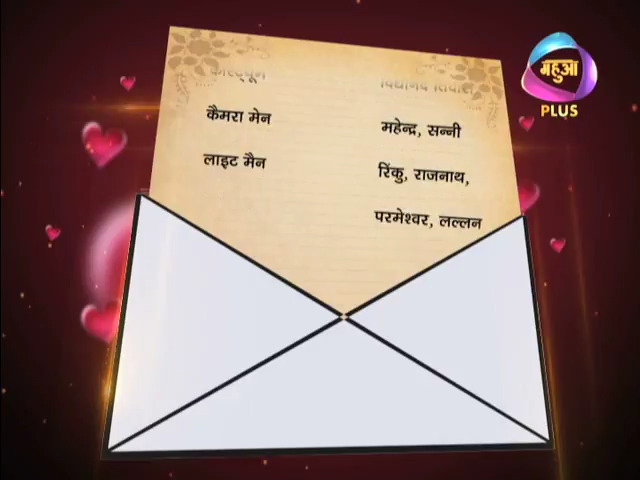 महुआ
PLUS
कॉस्ट्यूम
कैमरा मेन महेन्द्र, सन्नी
लाइट मैन रिंकु, राजनाथ,
परमेश्वर, लल्लन